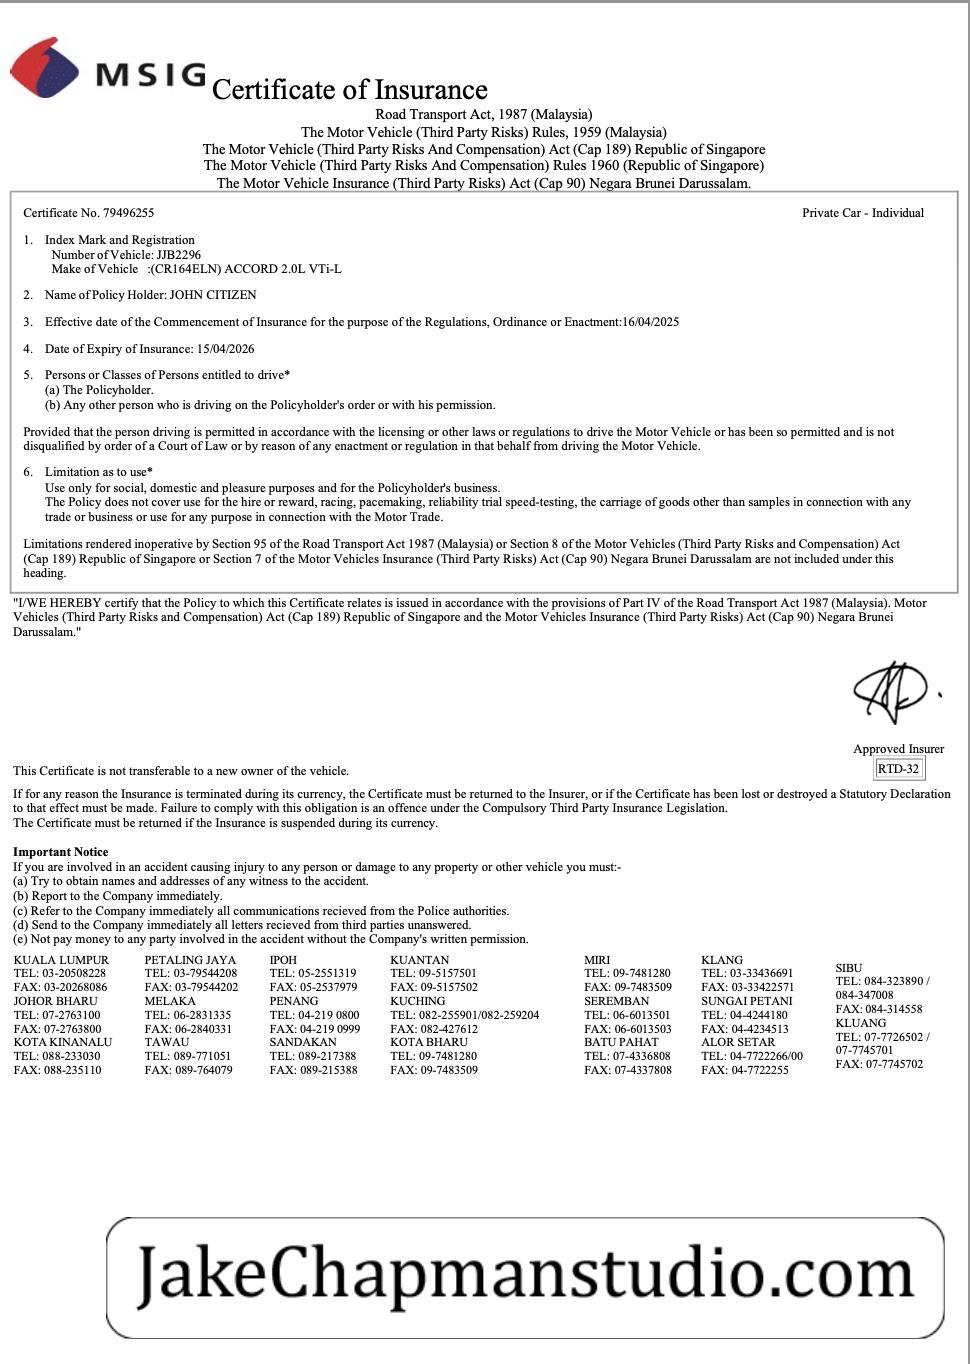 MSIG
Certificate of Insurance
Road Transport Act, 1987 (Malaysia)
The Motor Vehicle (Third Party Risks) Rules, 1959 (Malaysia)
The Motor Vehicle (Third Party Risks And Compensation) Act (Cap 189) Republic of Singapore
The Motor Vehicle (Third Party Risks And Compensation) Rules 1960 (Republic of Singapore)
The Motor Vehicle Insurance (Third Party Risks) Act (Cap 90) Negara Brunei Darussalam.
Certificate No. 79496255
Private Car - Individual
1. Index Mark and Registration
Number of Vehicle: JJB2296
Make of Vehicle :(CR164ELN) ACCORD 2.0L VTi-L
2. Name of Policy Holder: JOHN CITIZEN
3. Effective date of the Commencement of Insurance for the purpose of the Regulations, Ordinance or Enactment:16/04/2025
4. Date of Expiry of Insurance: 15/04/2026
5. Persons or Classes of Persons entitled to drive*
(a) The Policyholder.
(b) Any other person who is driving on the Policyholder's order or with his permission.
Provided that the person driving is permitted in accordance with the licensing or other laws or regulations to drive the Motor Vehicle or has been so permitted and is not
disqualified by order of a Court of Law or by reason of any enactment or regulation in that behalf from driving the Motor Vehicle.
6. Limitation as to use*
Use only for social, domestic and pleasure purposes and for the Policyholder's business.
The Policy does not cover use for the hire or reward, racing, pacemaking, reliability trial speed-testing, the carriage of goods other than samples in connection with any
trade or business or use for any purpose in connection with the Motor Trade.
Limitations rendered inoperative by Section 95 of the Road Transport Act 1987 (Malaysia) or Section 8 of the Motor Vehicles (Third Party Risks and Compensation) Act
(Cap 189) Republic of Singapore or Section 7 of the Motor Vehicles Insurance (Third Party Risks) Act (Cap 90) Negara Brunei Darussalam are not included under this
heading.
"I/WE HEREBY certify that the Policy to which this Certificate relates is issued in accordance with the provisions of Part IV of the Road Transport Act 1987 (Malaysia). Motor
Vehicles (Third Party Risks and Compensation) Act (Cap 189) Republic of Singapore and the Motor Vehicles Insurance (Third Party Risks) Act (Cap 90) Negara Brunei
Darussalam."
Approved Insurer
RTD-32
This Certificate is not transferable to a new owner of the vehicle.
If for any reason the Insurance is terminated during its currency, the Certificate must be returned to the Insurer, or if the Certificate has been lost or destroyed a Statutory Declaration
to that effect must be made. Failure to comply with this obligation is an offence under the Compulsory Third Party Insurance Legislation.
The Certificate must be returned if the Insurance is suspended during its currency.
Important Notice
If you are involved in an accident causing injury to any person or damage to any property or other vehicle you must:-
(a) Try to obtain names and addresses of any witness to the accident.
(b) Report to the Company immediately.
(c) Refer to the Company immediately all communications recieved from the Police authorities.
(d) Send to the Company immediately all letters recieved from third parties unanswered.
(e) Not pay money to any party involved in the accident without the Company's written permission.
KUALA LUMPUR
TEL: 03-20508228
FAX: 03-20268086
JOHOR BHARU
TEL: 07-2763100
FAX: 07-2763800
KOTA KINANALU
TEL: 088-233030
FAX: 088-235110
PETALING JAYA
TEL: 03-79544208
FAX: 03-79544202
MELAKA
TEL: 06-2831335
FAX: 06-2840331
TAWAU
TEL: 089-771051
FAX: 089-764079
IPOH
TEL: 05-2551319
FAX: 05-2537979
PENANG
TEL: 04-219 0800
FAX: 04-219 0999
SANDAKAN
TEL: 089-217388
FAX: 089-215388
KUANTAN
TEL: 09-5157501
FAX: 09-5157502
KUCHING
TEL: 082-255901/082-259204
FAX: 082-427612
KOTA BHARU
TEL: 09-7481280
FAX: 09-7483509
MIRI
TEL: 09-7481280
FAX: 09-7483509
SEREMBAN
TEL: 06-6013501
FAX: 06-6013503
BATU PAHAT
TEL: 07-4336808
FAX: 07-4337808
KLANG
TEL: 03-33436691
FAX: 03-33422571
SUNGAI PETANI
TEL: 04-4244180
FAX: 04-4234513
ALOR SETAR
TEL: 04-7722266/00
FAX: 04-7722255
SIBU
TEL: 084-323890 /
084-347008
FAX: 084-314558
KLUANG
TEL: 07-7726502 /
07-7745701
FAX: 07-7745702
JakeChapmanstudio.com